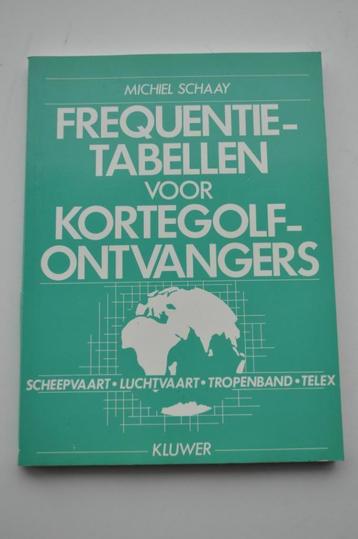 MICHIEL SCHAAY
FREQUENTIE-
TABELLEN
VOOR
KORTEGOLF-
ONTVANGERS
SCHEEPVAART • LUCHTVAART • TROPENBAND • TELEX
KLUWER